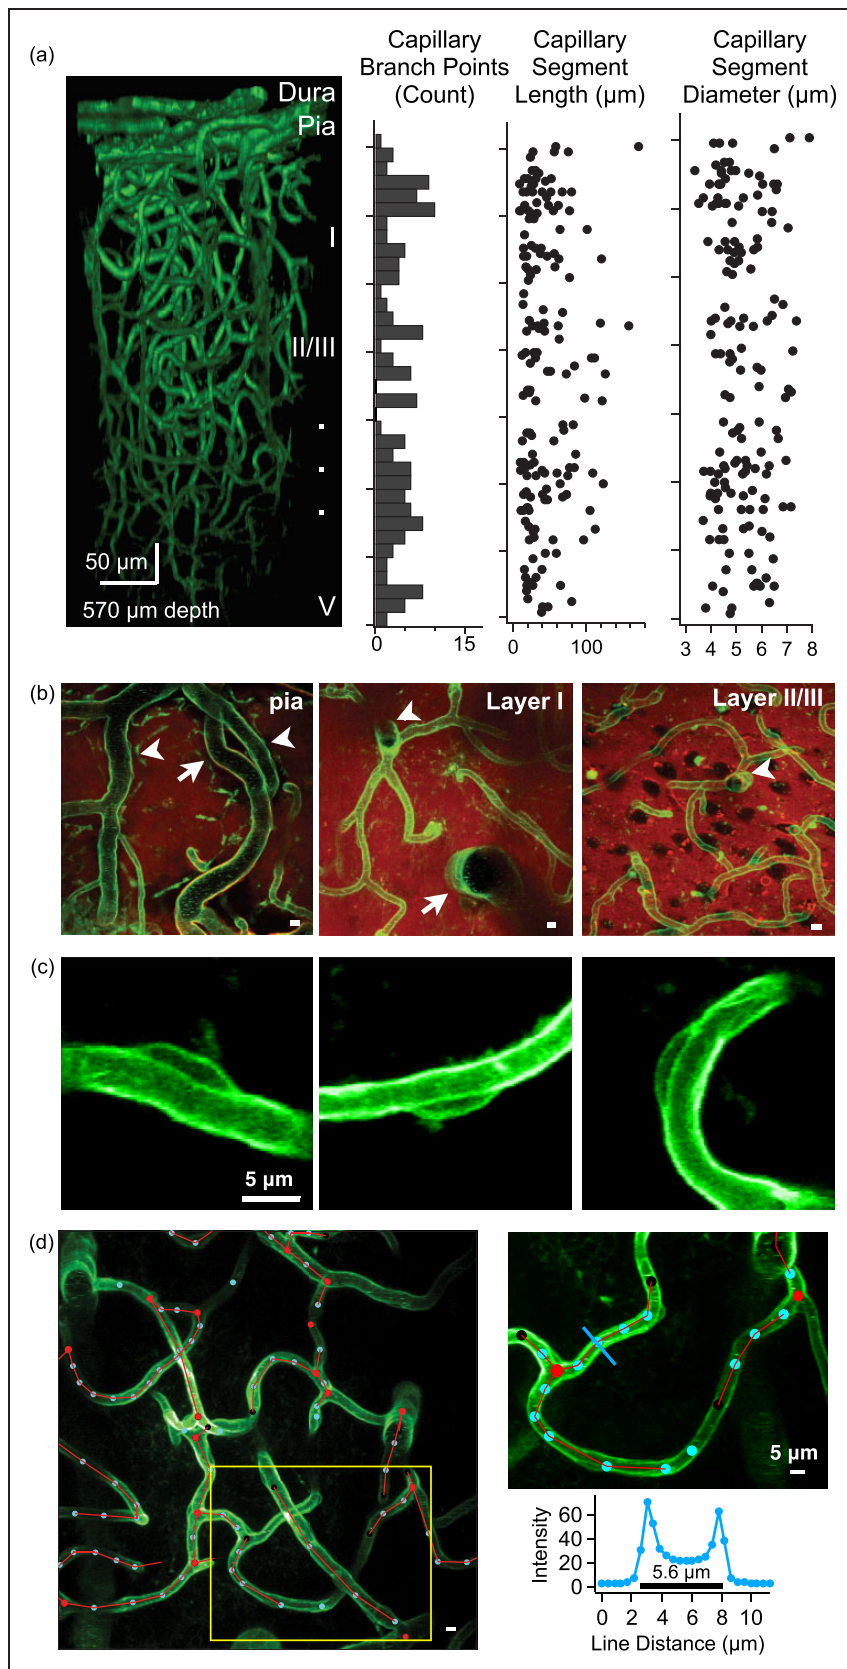 (a)
Dura
Pia
I
II/III
V
50 µm
570 µm depth
Capillary
Branch Points
(Count)
0 15
Capillary
Segment
Length (µm)
0 100
Capillary
Segment
Diameter (µm)
3 4 5 6 7 8
(b)
pia
Layer I
Layer II/III
(c)
5 µm
(d)
5 µm
Intensity
60
40
20
0
5.6 µm
0 2 4 6 8 10
Line Distance (µm)